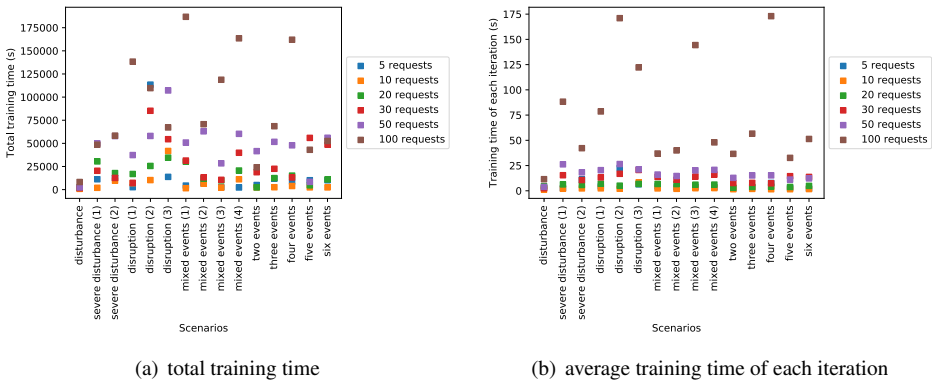 175000
150000
125000
100000
75000
50000
25000
0
Total training time (s)
disturbance
severe disturbance (1)
severe disturbance (2)
disruption (1)
disruption (2)
disruption (3)
mixed events (1)
mixed events (2)
mixed events (3)
mixed events (4)
two events
three events
four events
five events
six events
Scenarios
5 requests
10 requests
20 requests
30 requests
50 requests
100 requests
(a) total training time
175
150
125
100
75
50
25
0
Training timteme of each iteration (s)
disturbance
severe disturbance (1)
severe disturbance (2)
disruption (1)
disruption (2)
disruption (3)
mixed events (1)
mixed events (2)
mixed events (3)
mixed events (4)
two events
three events
four events
five events
six events
Scenarios
5 requests
10 requests
20 requests
30 requests
50 requests
100 requests
(b) average training time of each iteration